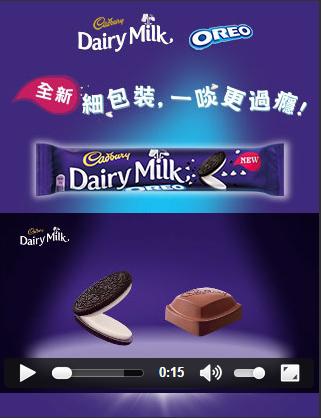 Cadbury
Dairy Milk
OREO
全新 細包裝,一啖更過癮!
Cadbury
Dairy Milk
NEW
OREO
Cadbury
Dairy Milk
0:15